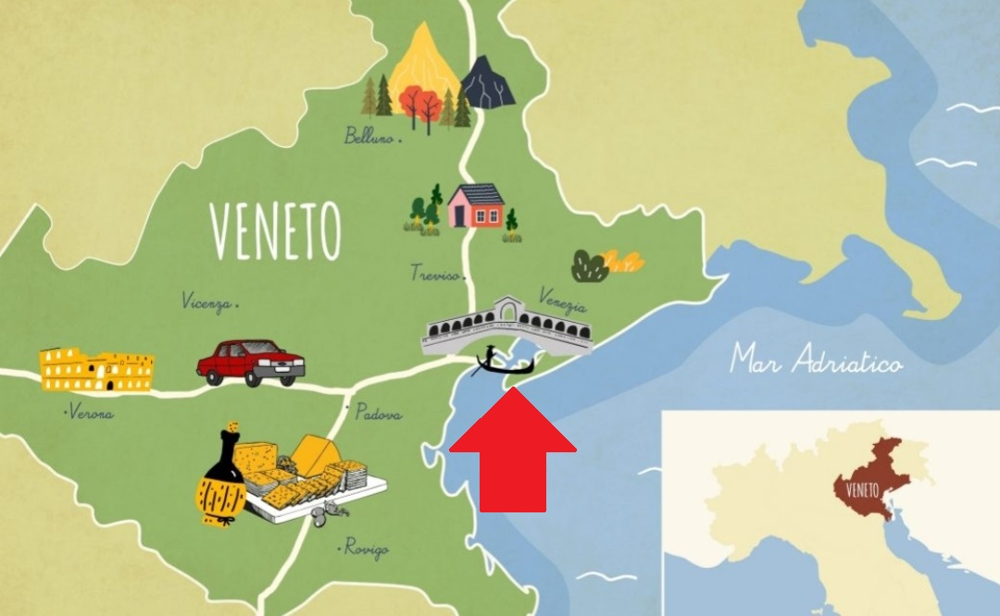 Belluno
VENETO
Treviso
Venezia
Vicenza
Mar Adriatico
Verona
Padova
VENETO
Rovigo